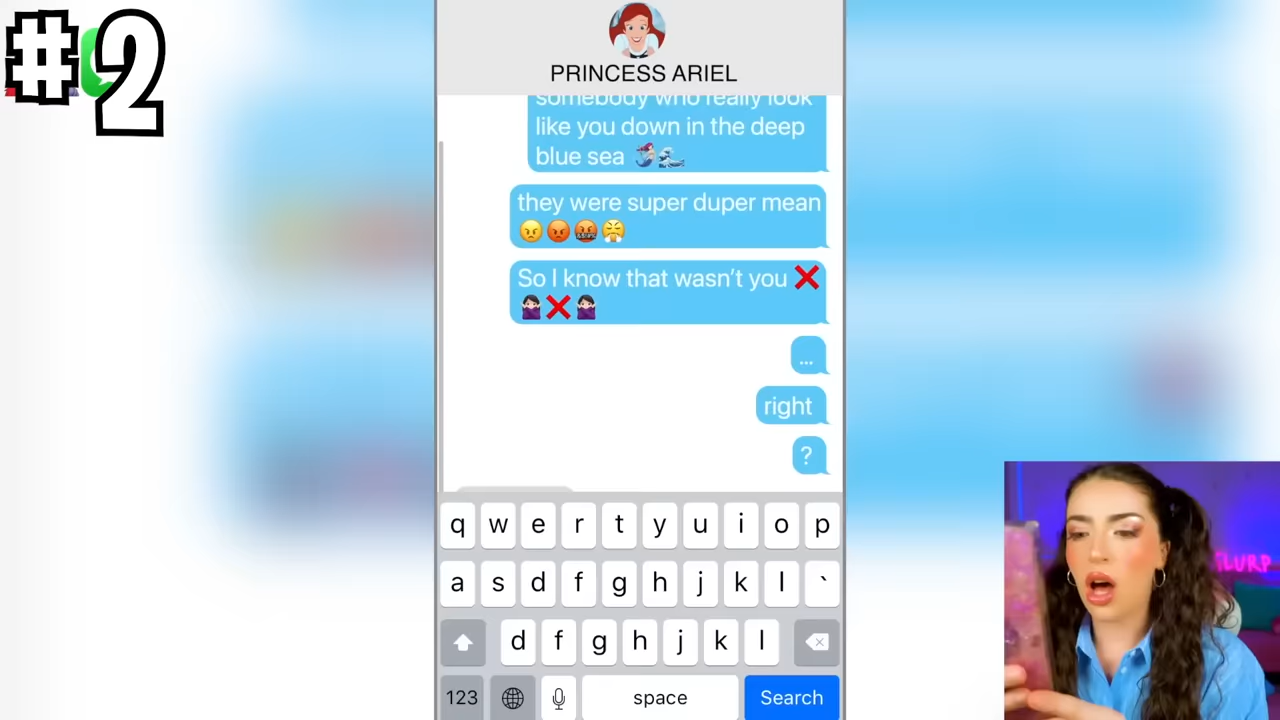 #2
PRINCESS ARIEL
somebody who really look
like you down in the deep
blue sea 🧜🏻‍♀️🌊
they were super duper mean
😠😡🤬😤
So I know that wasn’t you ❌
🙅🏻‍♀️❌🙅🏻‍♀️
...
right
?
q w e r t y u i o p
a s d f g h j k l `
d f g h j k l
123 space Search